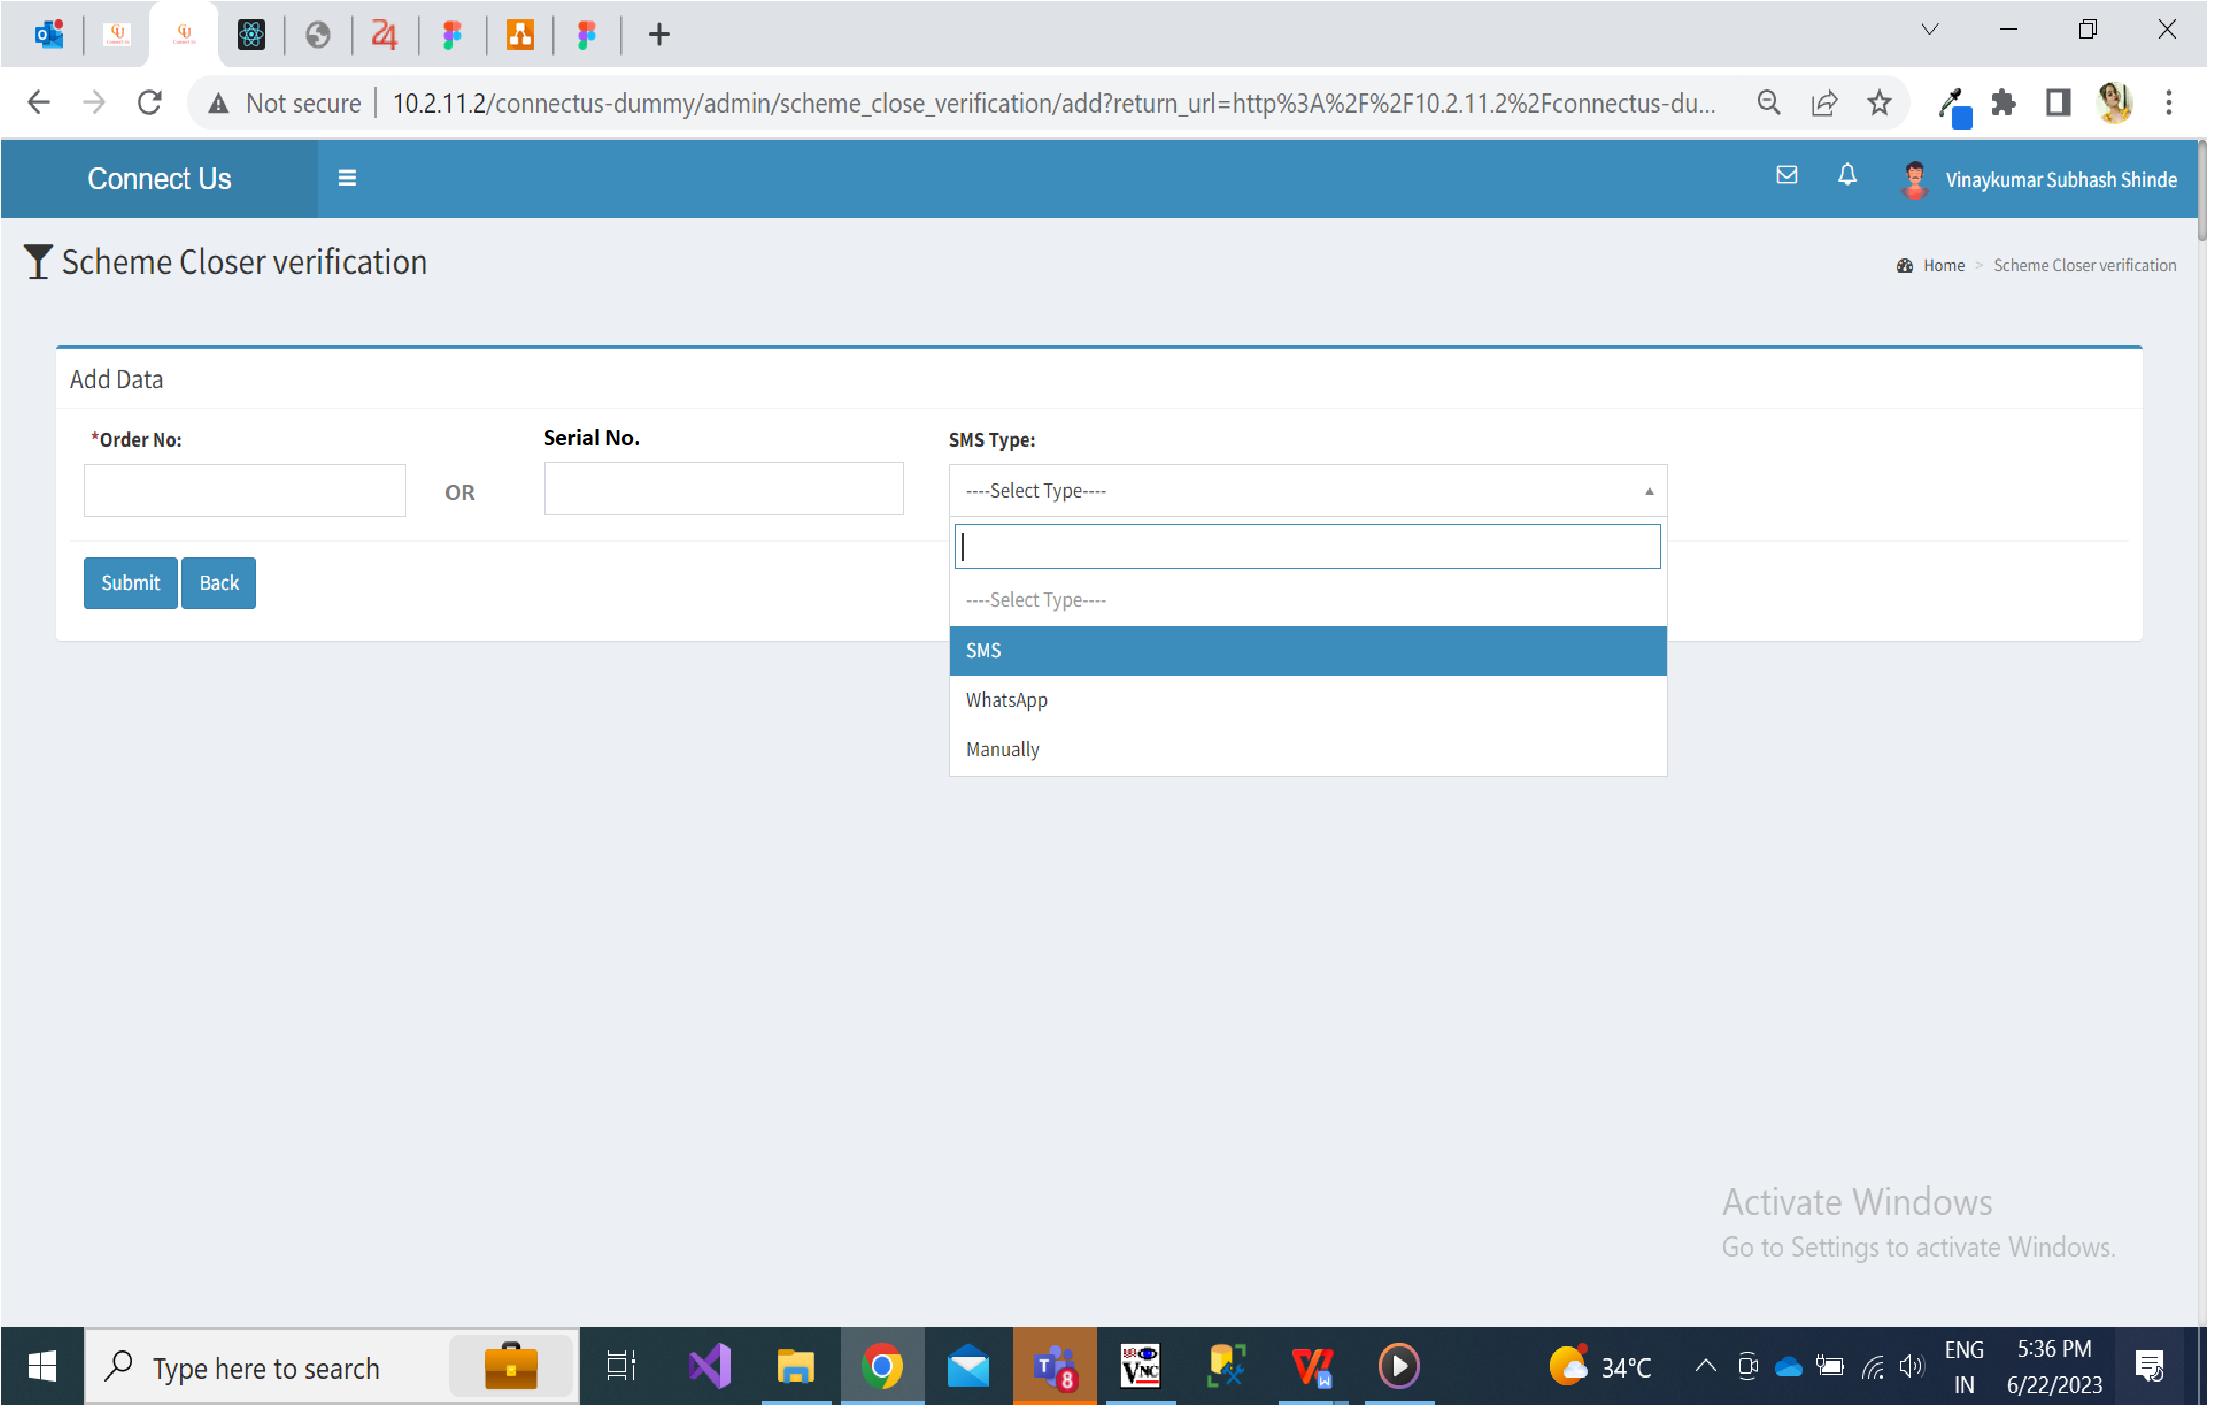 Not secure | 10.2.11.2/connectus-dummy/admin/scheme_close_verification/add?return_url=http%3A%2F%2F10.2.11.2%2Fconnectus-du...
Connect Us
Vinaykumar Subhash Shinde
Scheme Closer verification
Home > Scheme Closer verification
Add Data
*Order No:
Serial No.
SMS Type:
OR
----Select Type----
----Select Type----
Submit
Back
SMS
WhatsApp
Manually
Activate Windows
Go to Settings to activate Windows.
Type here to search
34°C
ENG
IN
5:36 PM
6/22/2023